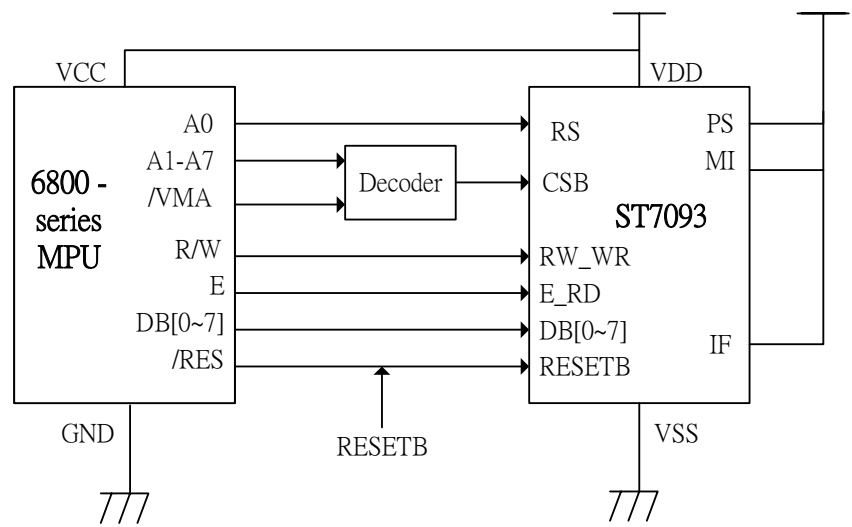 VCC
VDD
A0
A1-A7
/VMA
R/W
E
DB[0~7]
/RES
6800 -
series
MPU
GND
Decoder
RESETB
RS
CSB
RW_WR
E_RD
DB[0~7]
RESETB
ST7093
PS
MI
IF
VSS